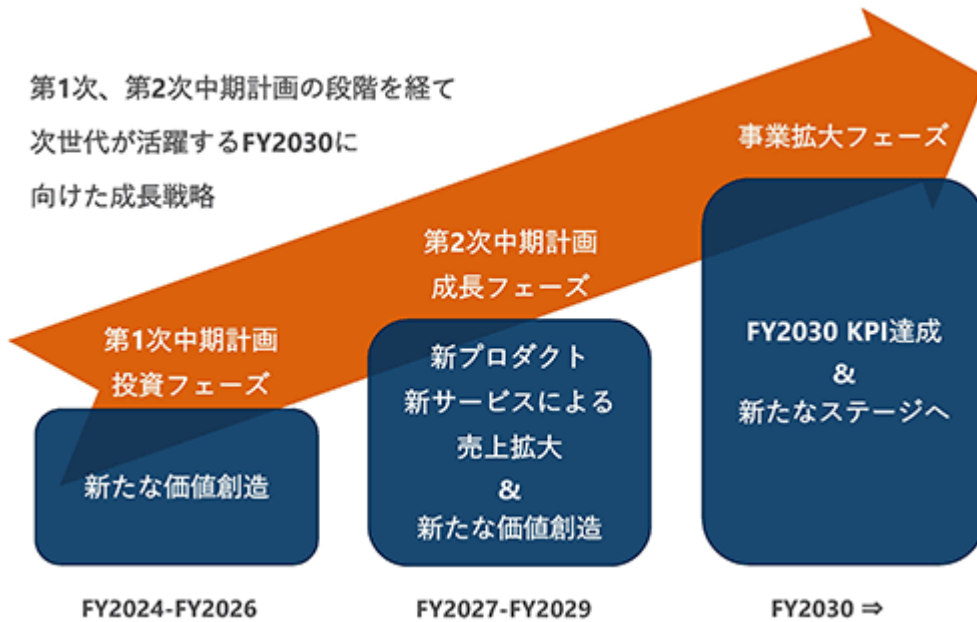 第1次、第2次中期計画の段階を経て
次世代が活躍するFY2030に
向けた成長戦略
事業拡大フェーズ
第2次中期計画
成長フェーズ
第1次中期計画
投資フェーズ
新たな価値創造
新プロダクト
新サービスによる
売上拡大
&
新たな価値創造
FY2030 KPI達成
&
新たなステージへ
FY2024-FY2026
FY2027-FY2029
FY2030 ⇒